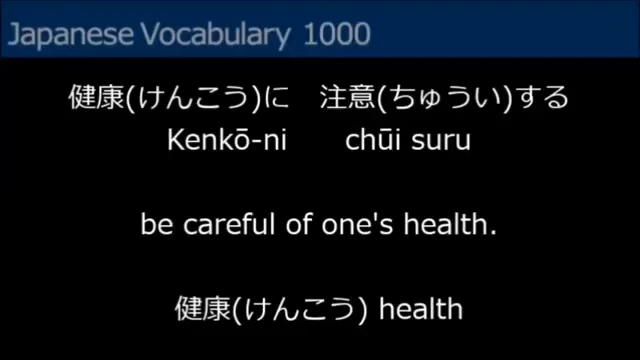 Japanese Vocabulary 1000
健康(けんこう)に　注意(ちゅうい)する
Kenkō-ni　chūi suru
be careful of one's health.
健康(けんこう) health